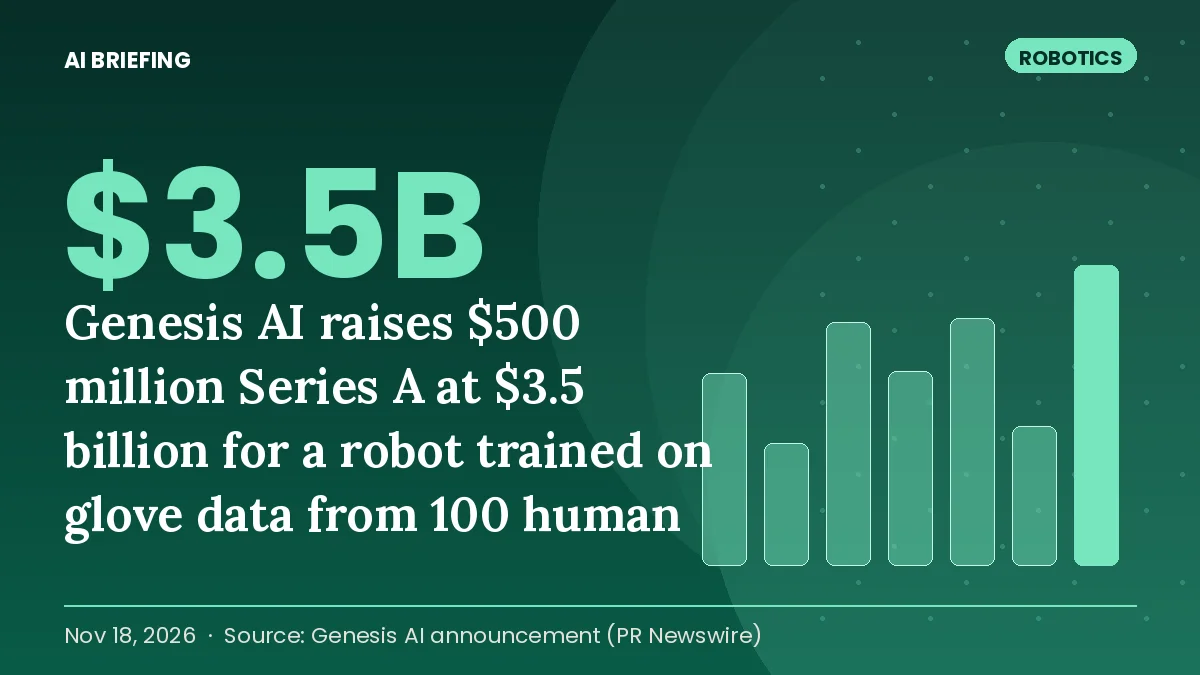 AI BRIEFING
ROBOTICS
$3.5B
Genesis AI raises $500
million Series A at $3.5
billion for a robot trained on
glove data from 100 human
Nov 18, 2026 · Source: Genesis AI announcement (PR Newswire)